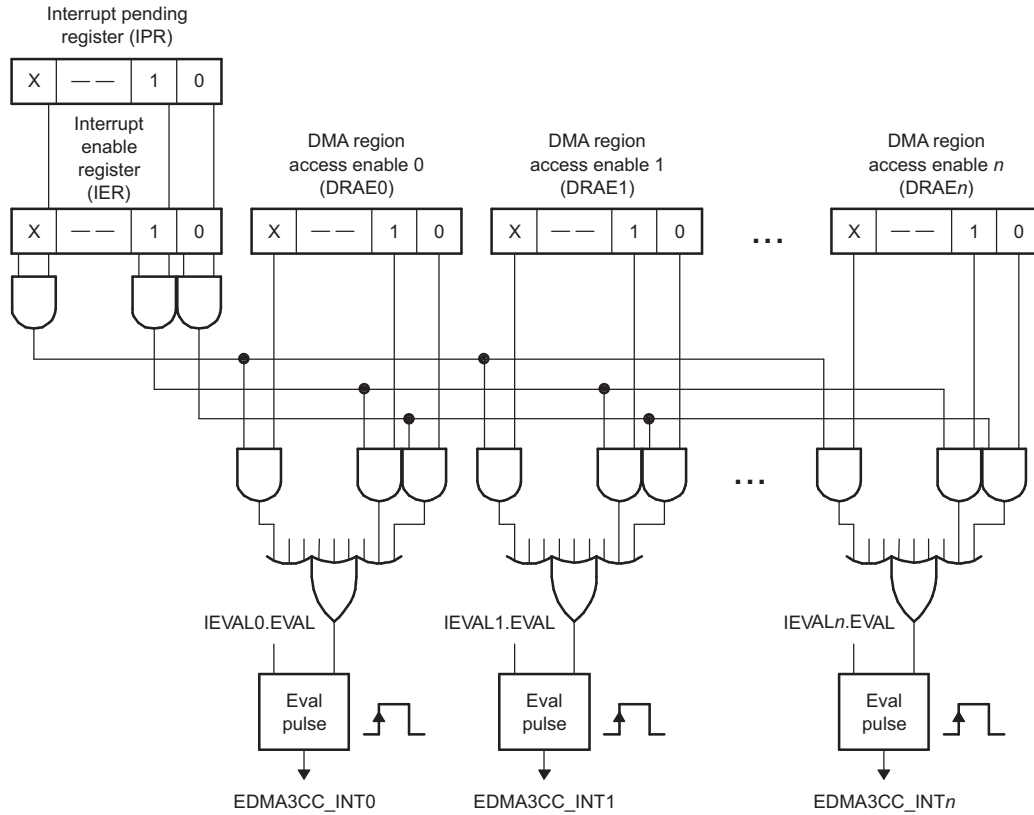 Interrupt pending
register (IPR)
X — — 1 0
Interrupt
enable
register
(IER)
X — — 1 0
DMA region
access enable 0
(DRAE0)
X — — 1 0
DMA region
access enable 1
(DRAE1)
X — — 1 0
...
DMA region
access enable n
(DRAEn)
X — — 1 0
...
IEVAL0.EVAL
IEVAL1.EVAL
IEVALn.EVAL
Eval
pulse
Eval
pulse
Eval
pulse
EDMA3CC_INT0
EDMA3CC_INT1
EDMA3CC_INTn